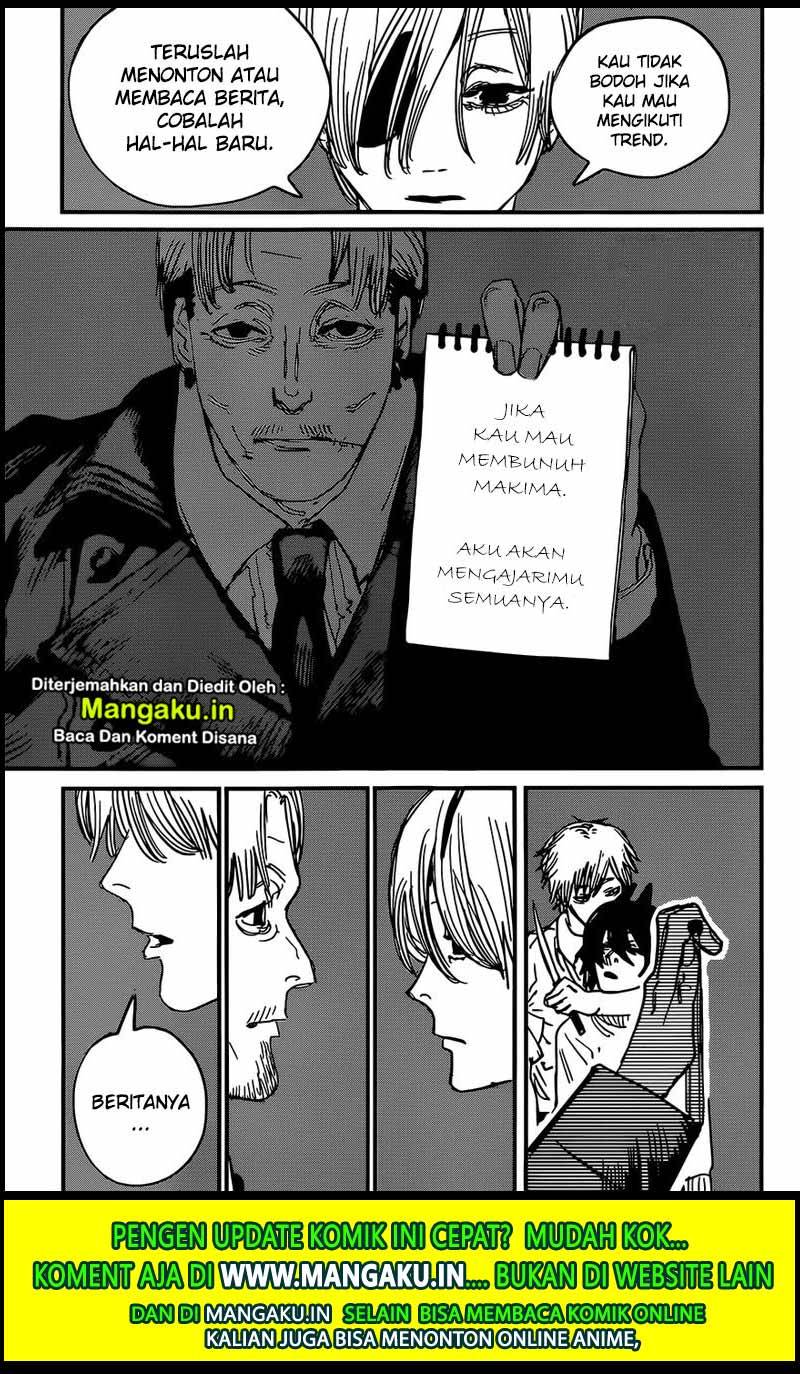 TERUSLAH
MENONTON ATAU
MEMBACA BERITA,
COBALAH
HAL-HAL BARU.
KAU TIDAK
BODOH JIKA
KAU MAU
MENGIKUTI
TREND.
JIKA
KAU MAU
MEMBUNUH
MAKIMA.
AKU AKAN
MENGAJARIMU
SEMUANYA.
Diterjemahkan dan Diedit Oleh :
Mangaku.in
Baca Dan Koment Disana
BERITANYA
...
PENGEN UPDATE KOMIK INI CEPAT? MUDAH KOK...
KOMENT AJA DI WWW.MANGAKU.IN.... BUKAN DI WEBSITE LAIN
DAN DI MANGAKU.IN SELAIN BISA MEMBACA KOMIK ONLINE
KALIAN JUGA BISA MENONTON ONLINE ANIME,